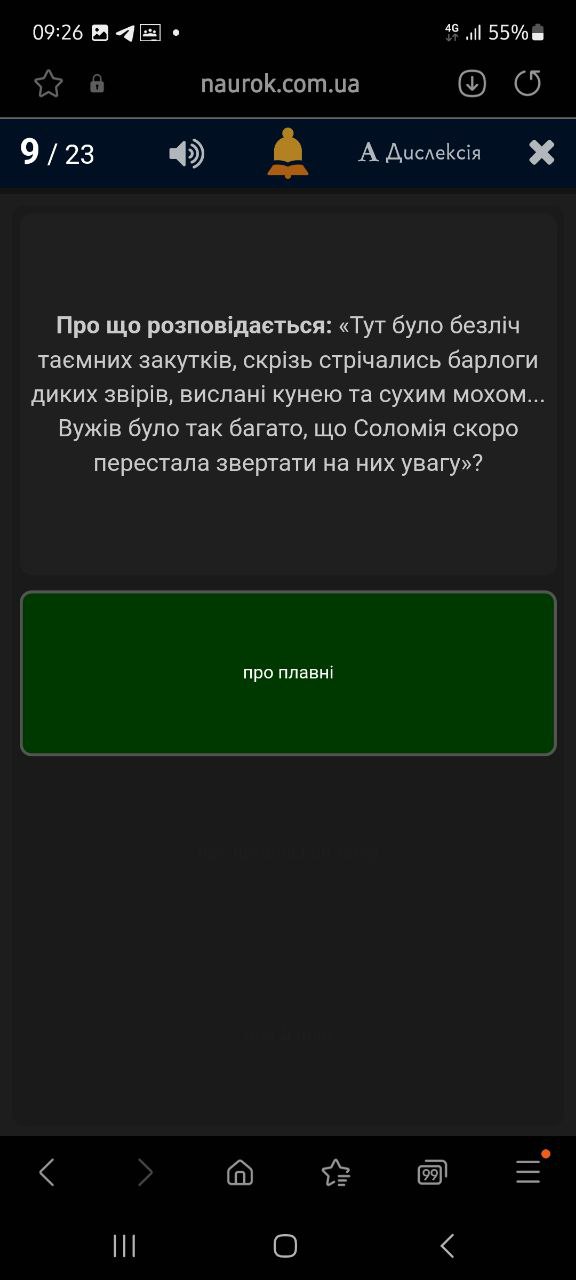 09:26
4G 55%
naurok.com.ua
9 / 23
A Дислексія
Про що розповідається: «Тут було безліч
таємних закутків, скрізь стрічались барлоги
диких звірів, вислані кунею та сухим мохом...
Вужів було так багато, що Соломія скоро
перестала звертати на них увагу»?
про плавні
99